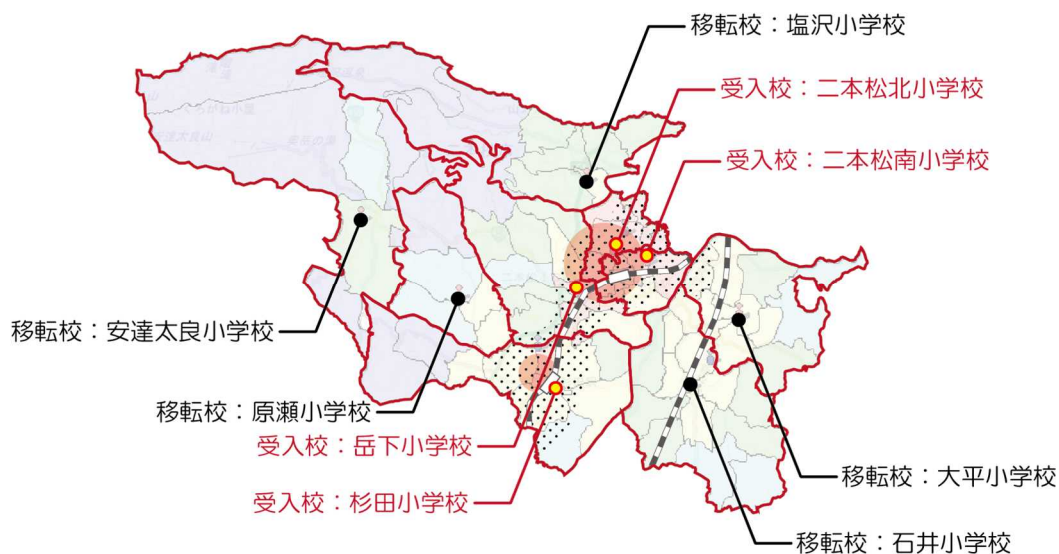 移転校：塩沢小学校
受入校：二本松北小学校
受入校：二本松南小学校
移転校：安達太良小学校
移転校：原瀬小学校
受入校：岳下小学校
受入校：杉田小学校
移転校：大平小学校
移転校：石井小学校